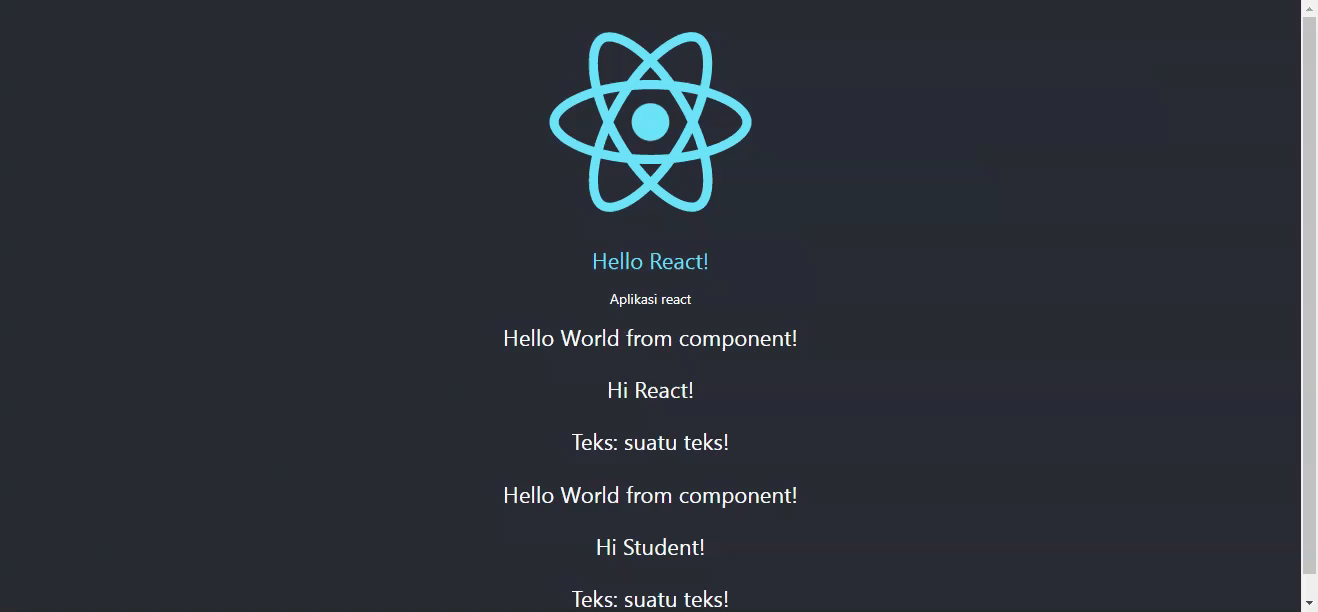 Hello React!
Aplikasi react
Hello World from component!
Hi React!
Teks: suatu teks!
Hello World from component!
Hi Student!
Teks: suatu teks!